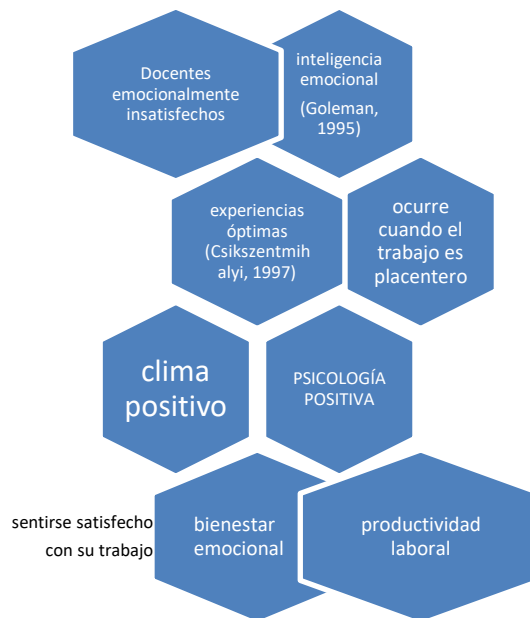 Docentes
emocionalmente
insatisfechos
inteligencia
emocional
(Goleman,
1995)
experiencias
óptimas
(Csikszentmih
alyi, 1997)
ocurre
cuando el
trabajo es
placentero
clima
positivo
PSICOLOGÍA
POSITIVA
sentirse satisfecho
con su trabajo
bienestar
emocional
productividad
laboral